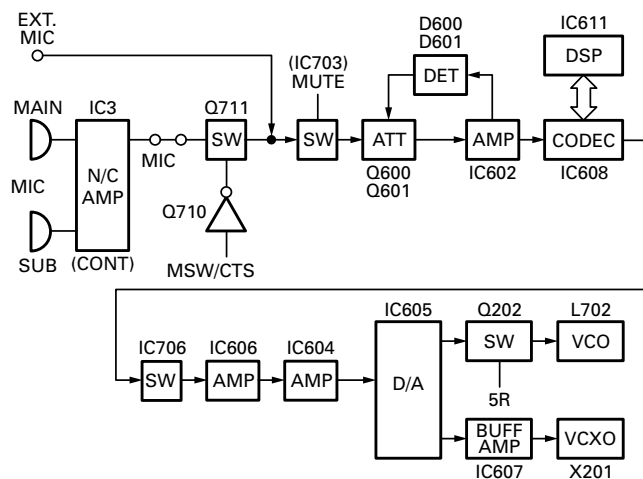 EXT.
MIC
MAIN
MIC
SUB
IC3
N/C
AMP
(CONT)
MIC
Q711
SW
Q710
MSW/CTS
(IC703)
MUTE
SW
D600
D601
DET
ATT
Q600
Q601
AMP
IC602
IC611
DSP
CODEC
IC608
IC706
SW
IC606
AMP
IC604
AMP
IC605
D/A
Q202
SW
5R
L702
VCO
BUFF
AMP
IC607
VCXO
X201